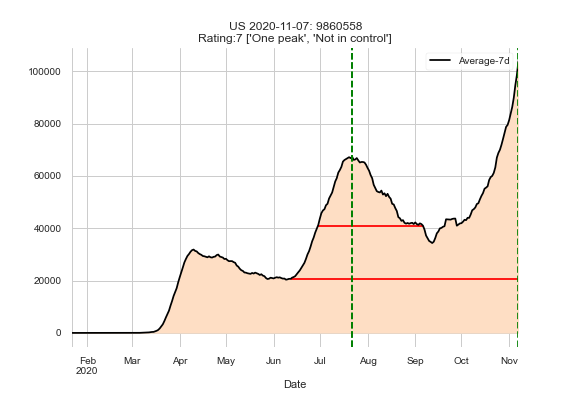 US 2020-11-07: 9860558
Rating:7 ['One peak', 'Not in control']
Average-7d
100000
80000
60000
40000
20000
0
Feb Mar Apr May Jun Jul Aug Sep Oct Nov
2020
Date